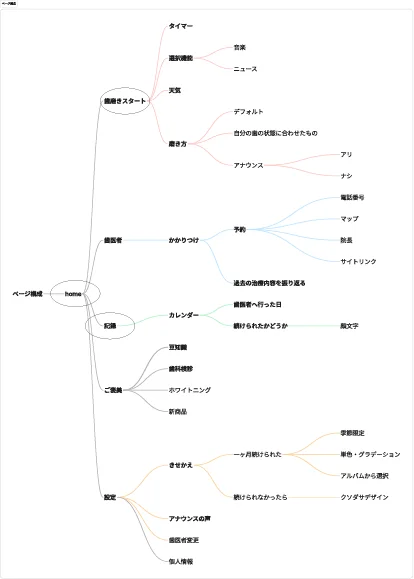 ページ構成
タイマー
音楽
選択機能
ニュース
天気
歯磨きスタート
デフォルト
自分の歯の状態に合わせたもの
磨き方
アリ
アナウンス
ナシ
電話番号
マップ
予約
歯医者
かかりつけ
院長
サイトリンク
過去の治療内容を振り返る
ページ構成
home
歯医者へ行った日
カレンダー
記録
続けられたかどうか
顔文字
豆知識
歯科検診
ご褒美
ホワイトニング
新商品
季節限定
一ヶ月続けられた
単色・グラデーション
きせかえ
アルバムから選択
設定
続けられなかったら
クソダサデザイン
アナウンスの声
歯医者変更
個人情報